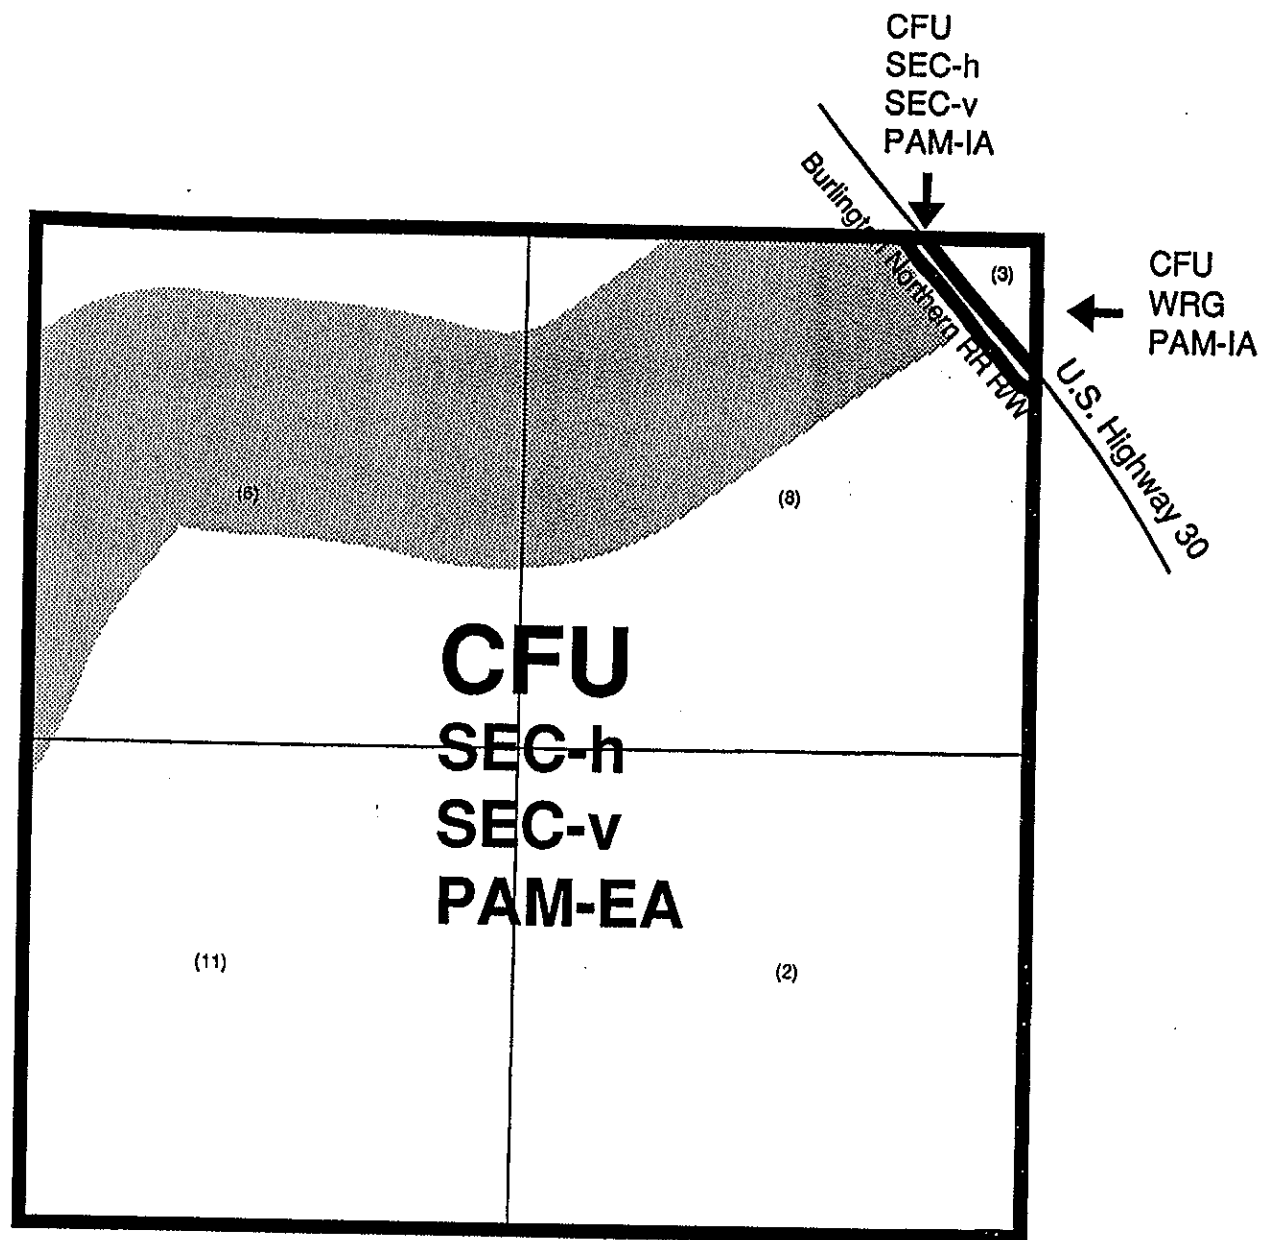 CFU
SEC-h
SEC-v
PAM-IA
Burlington Northern RR R/W
(3)
CFU
WRG
PAM-IA
U.S. Highway 30
(6)
(8)
CFU
SEC-h
SEC-v
PAM-EA
(11)
(2)